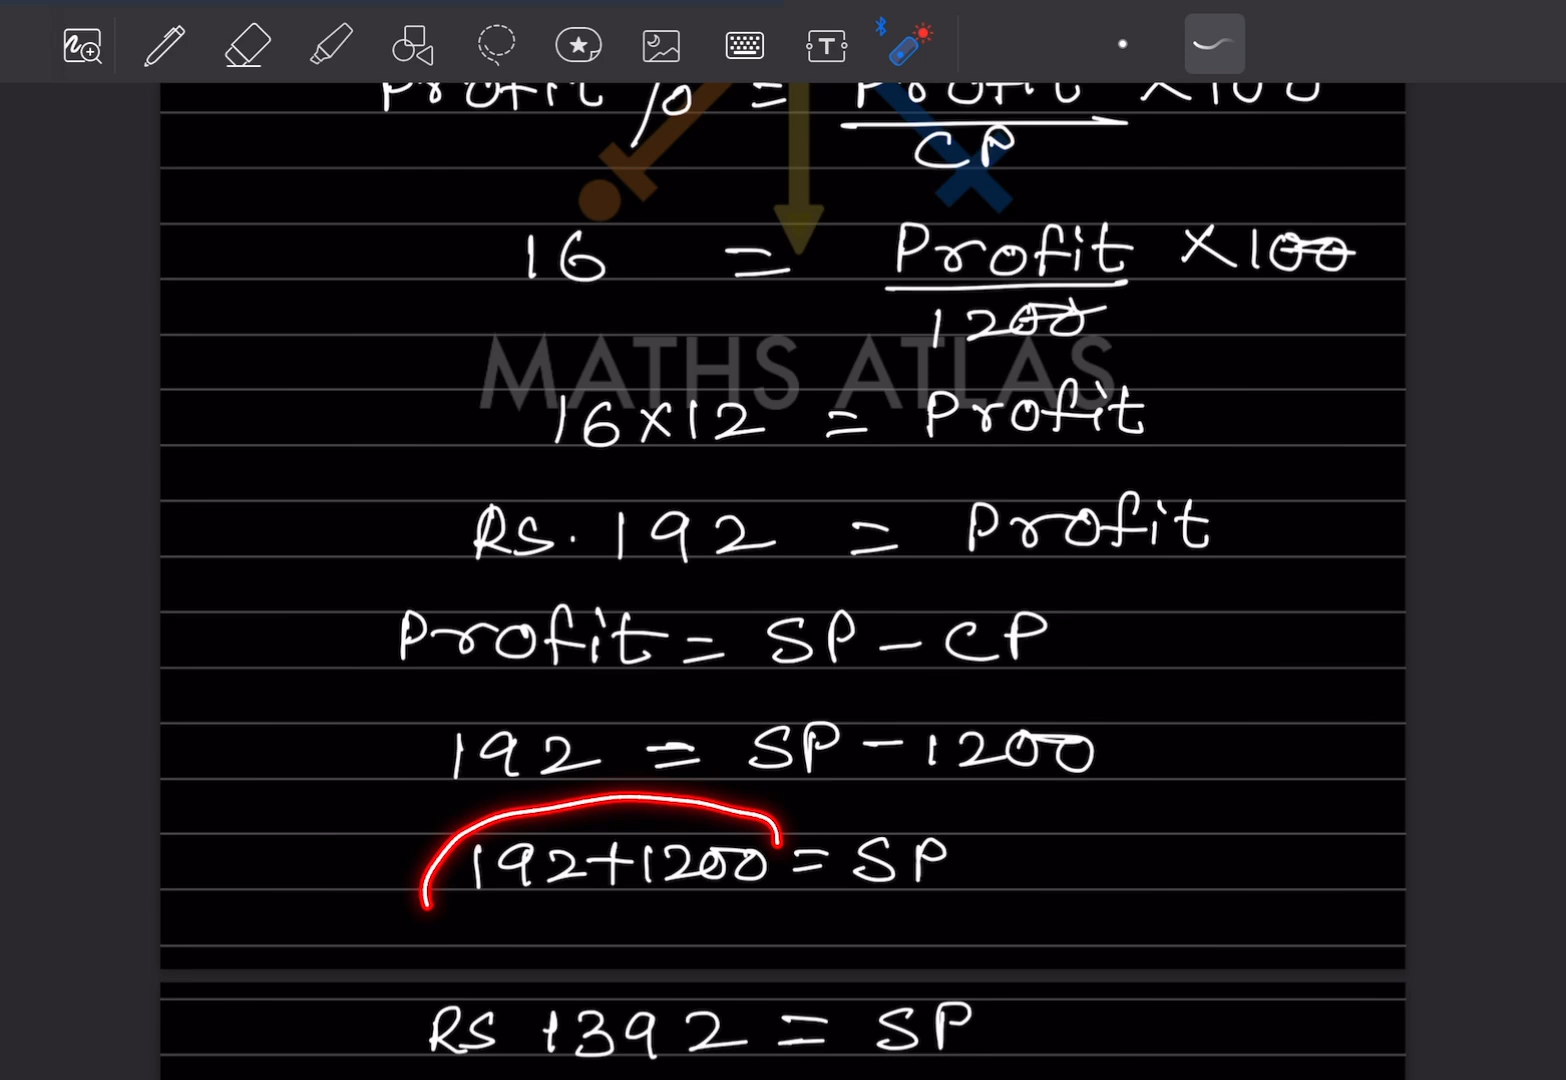 Profit % = Profit × 100
CP
16 = Profit × 100
1200
MATHS ATLAS
16 × 12 = Profit
RS. 192 = Profit
Profit = SP - CP
192 = SP - 1200
192 + 1200 = SP
RS 1392 = SP